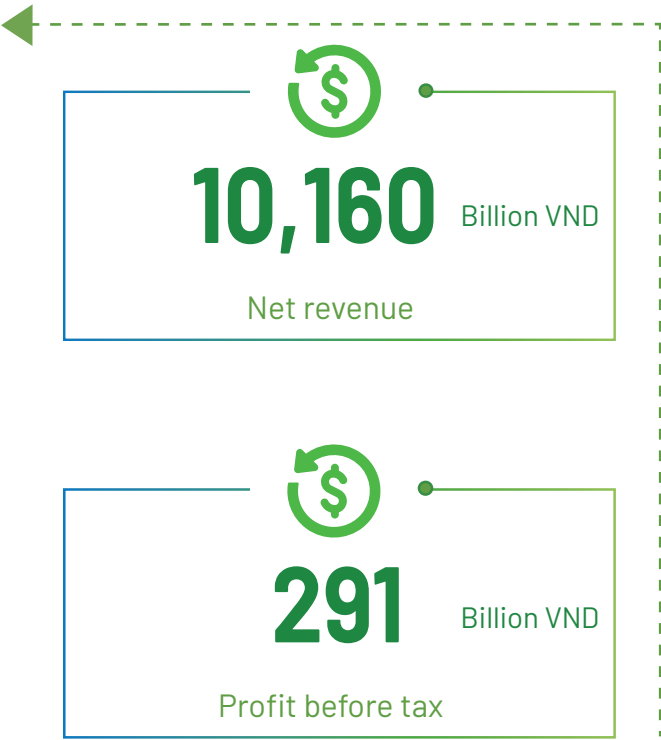 $
10,160 Billion VND
Net revenue
$
291 Billion VND
Profit before tax